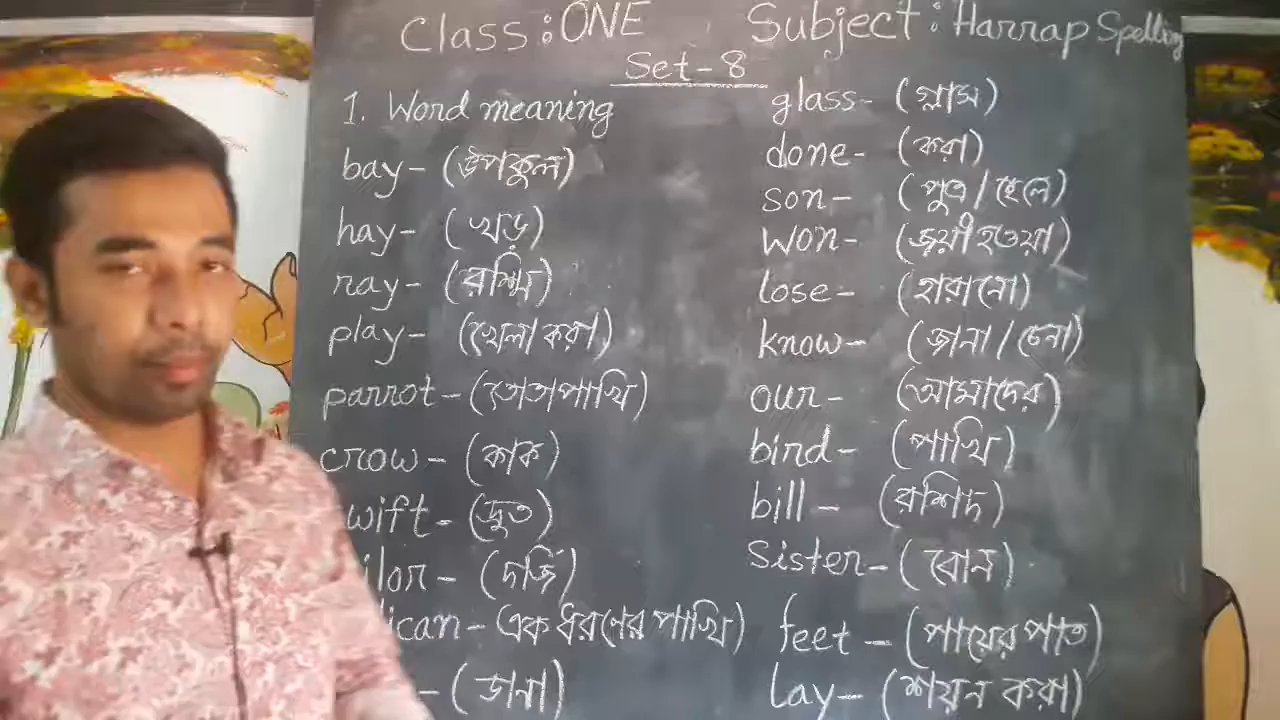 Class: ONE Subject: Harrap Spelling
Set-8
1. Word meaning
bay- (উপকুল)
hay- (খড়)
ray- (রশ্মি)
play- (খেলা করা)
parrot- (তোতাপাখি)
crow- (কাক)
wift- (দ্রুত)
ilor- (দর্জি)
ican- এক ধরণের পাখি)
- (ডানা)
glass- (গ্লাস)
done- (করা)
son- (পুত্র/ছেলে)
won- (জয়ী হওয়া)
lose- (হারানো)
know- (জানা/চেনা)
our- (আমাদের)
bird- (পাখি)
bill- (রশিদ)
Sister- (বোন)
feet- (পায়ের পাতা)
lay- (শয়ন করা)